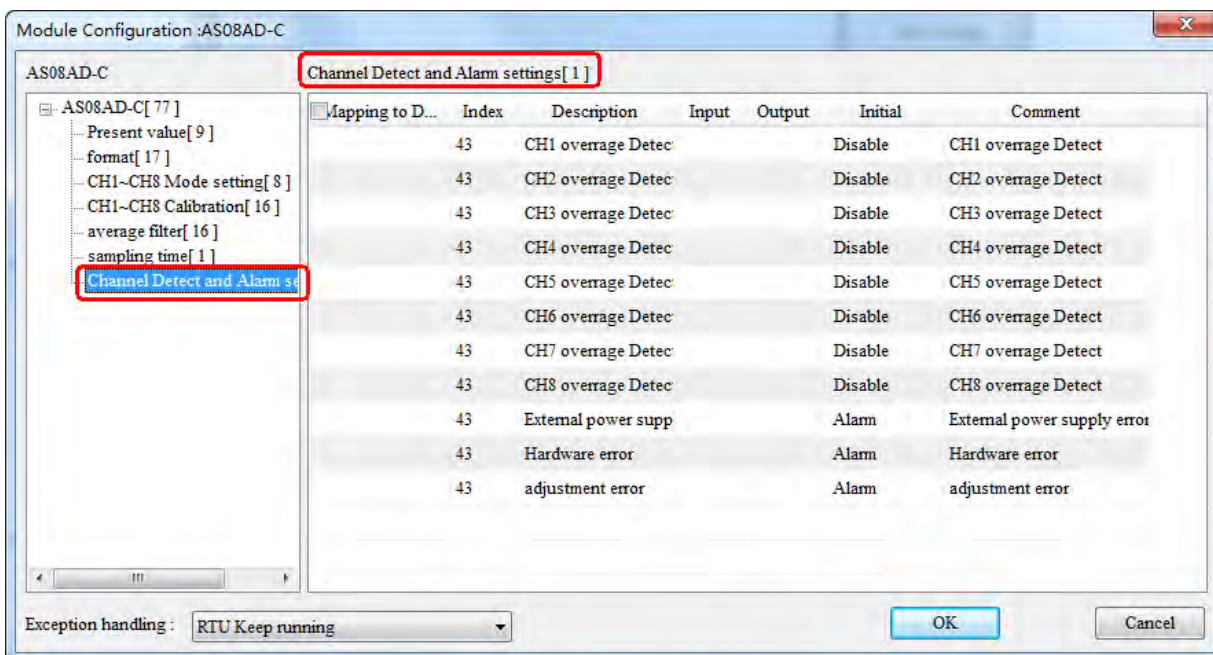 Module Configuration :AS08AD-C
AS08AD-C
Channel Detect and Alarm settings[ 1 ]
AS08AD-C[ 77 ]
Present value[ 9 ]
format[ 17 ]
CH1~CH8 Mode setting[ 8 ]
CH1~CH8 Calibration[ 16 ]
average filter[ 16 ]
sampling time[ 1 ]
Channel Detect and Alarm se
Mapping to D... Index Description Input Output Initial Comment
43 CH1 overrage Detec Disable CH1 overrage Detect
43 CH2 overrage Detec Disable CH2 overrage Detect
43 CH3 overrage Detec Disable CH3 overrage Detect
43 CH4 overrage Detec Disable CH4 overrage Detect
43 CH5 overrage Detec Disable CH5 overrage Detect
43 CH6 overrage Detec Disable CH6 overrage Detect
43 CH7 overrage Detec Disable CH7 overrage Detect
43 CH8 overrage Detec Disable CH8 overrage Detect
43 External power supp Alarm External power supply error
43 Hardware error Alarm Hardware error
43 adjustment error Alarm adjustment error
Exception handling : RTU Keep running OK Cancel